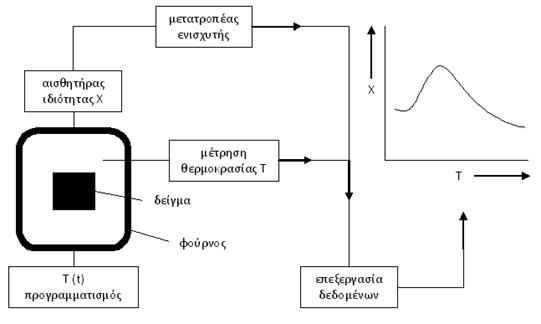 μετατροπέας
ενισχυτής
αισθητήρας
ιδιότητας Χ
μέτρηση
θερμοκρασίας Τ
δείγμα
φούρνος
Τ (t)
προγραμματισμός
επεξεργασία
δεδομένων
Χ
Τ